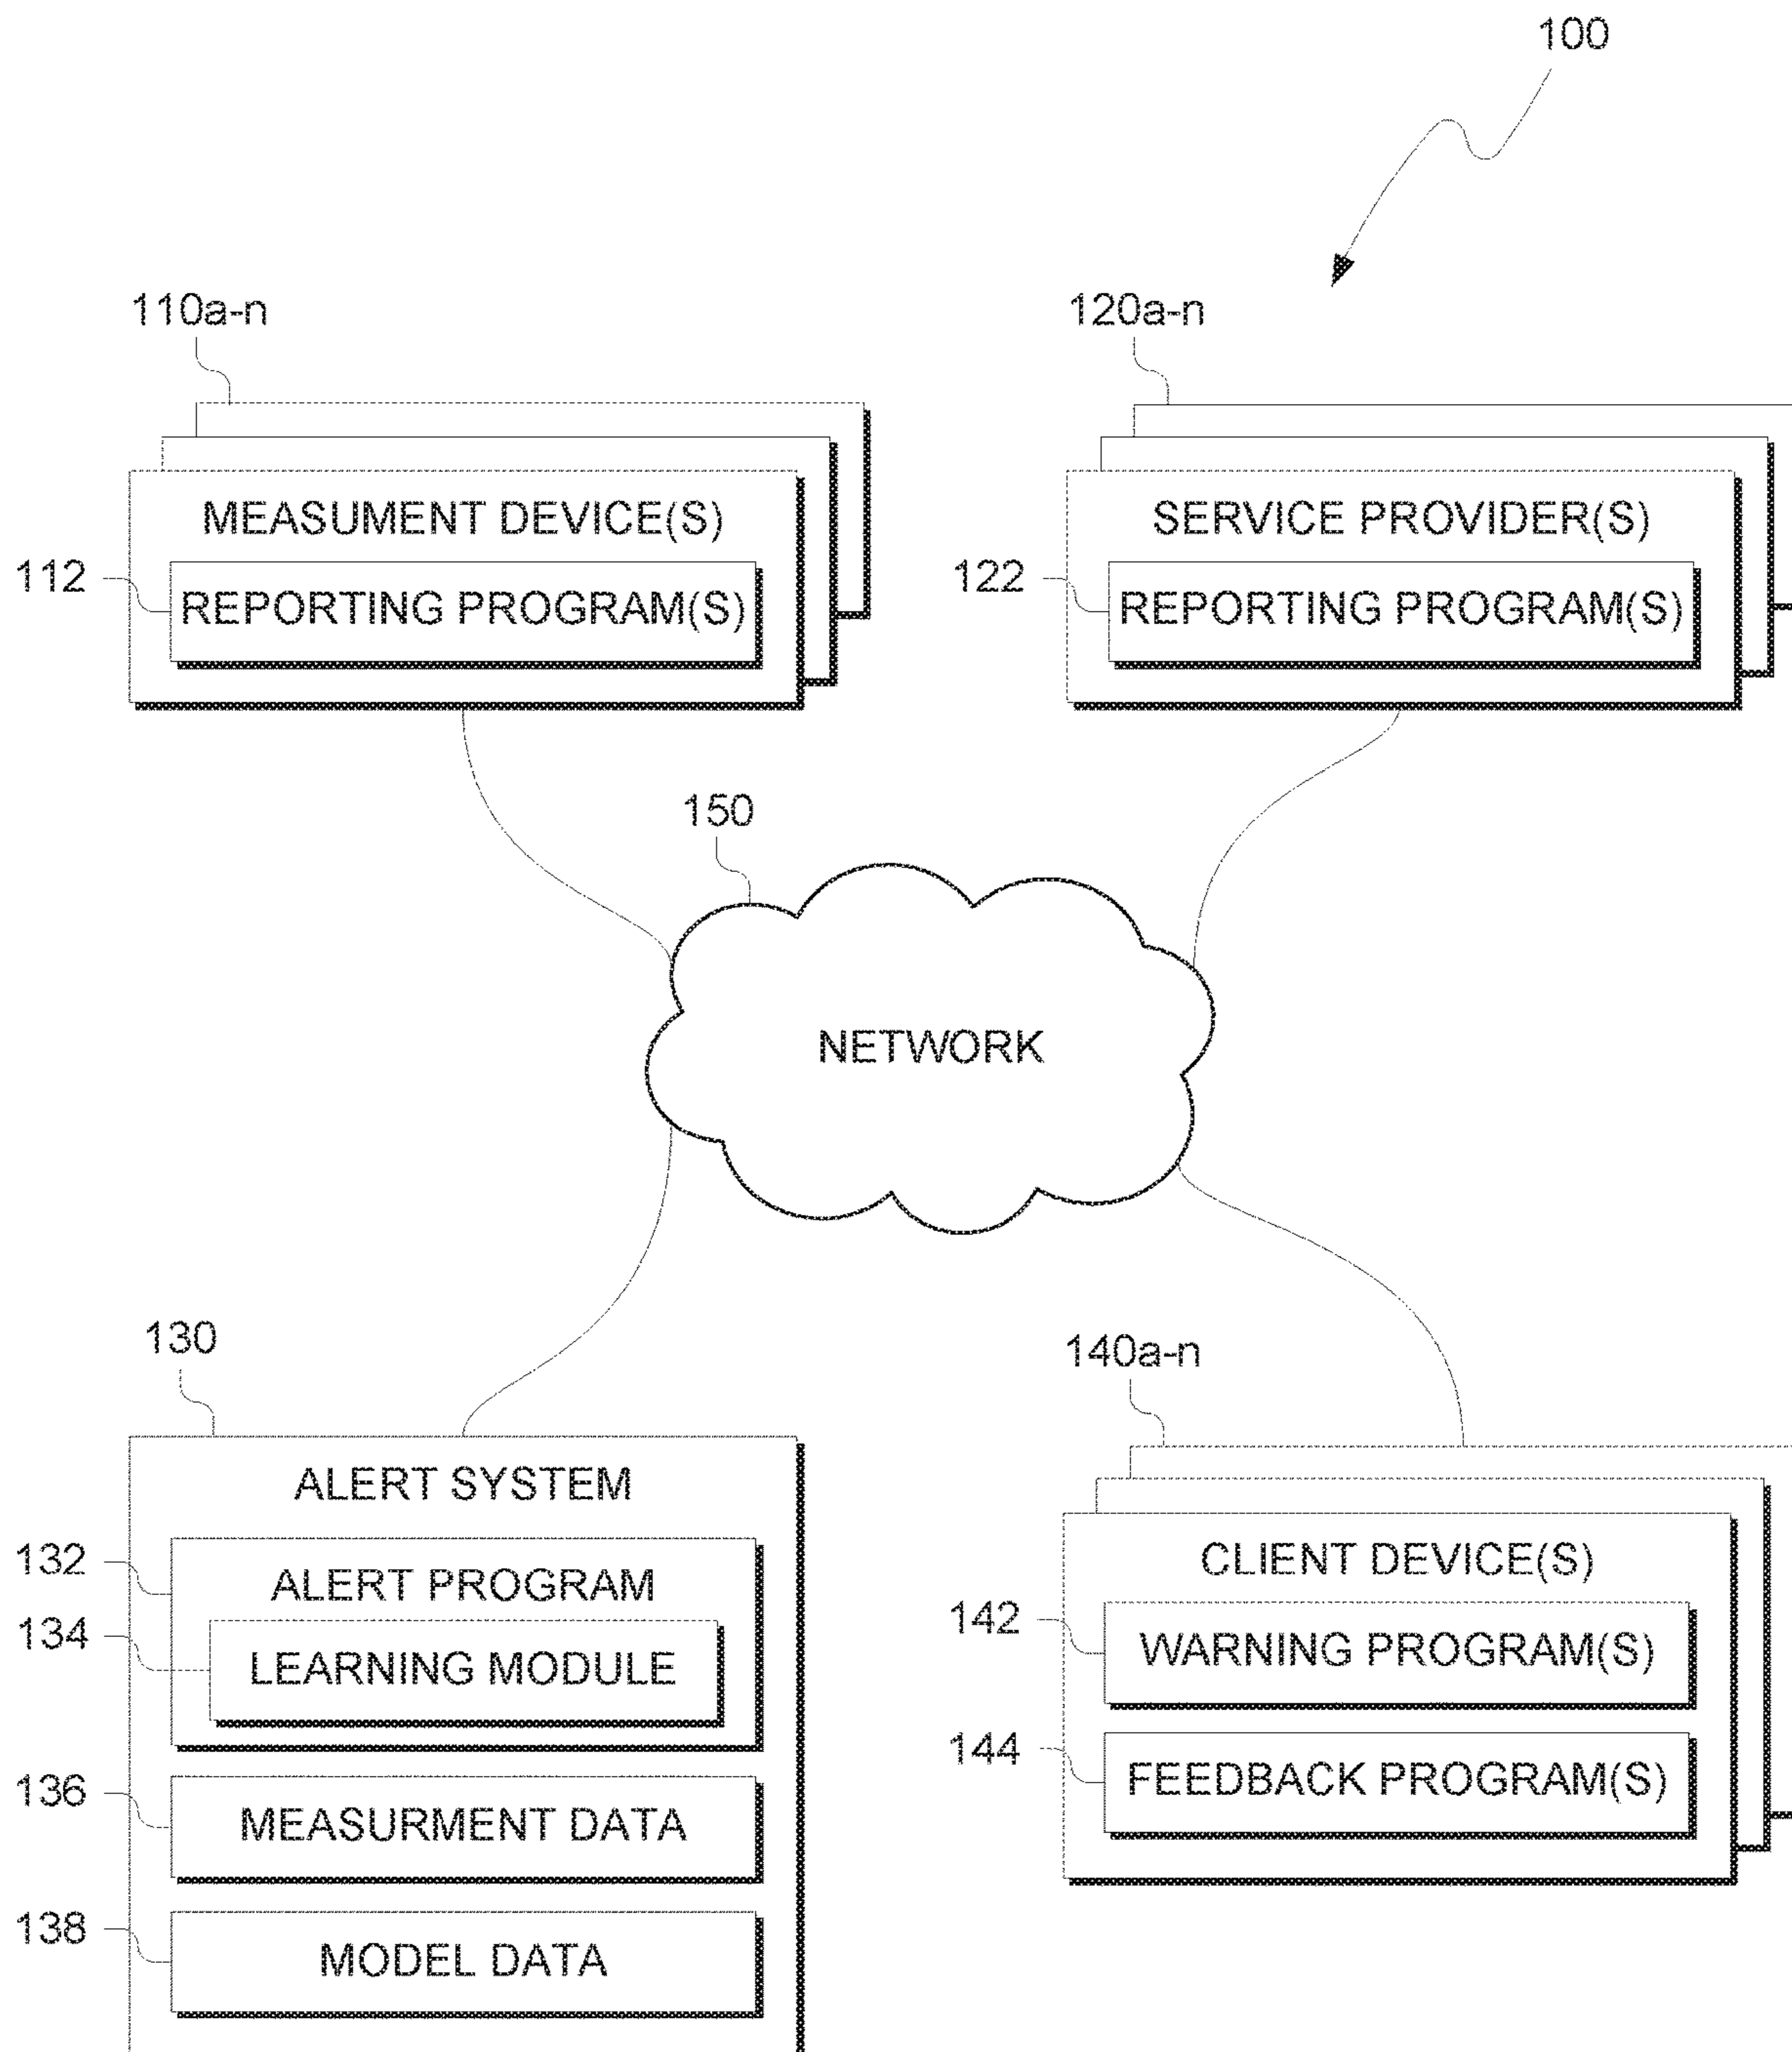 100
110a-n
120a-n
MEASUMENT DEVICE(S)
SERVICE PROVIDER(S)
112
REPORTING PROGRAM(S)
122
REPORTING PROGRAM(S)
150
NETWORK
130
140a-n
ALERT SYSTEM
132
ALERT PROGRAM
134
LEARNING MODULE
136
MEASURMENT DATA
138
MODEL DATA
CLIENT DEVICE(S)
142
WARNING PROGRAM(S)
144
FEEDBACK PROGRAM(S)